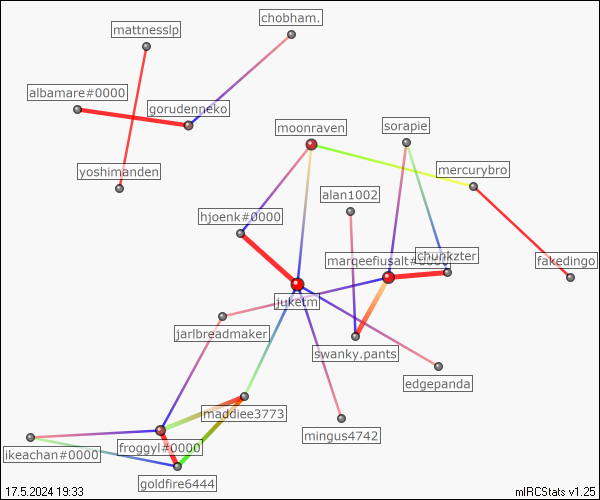 chobham.
mattnesslp
albamare#0000
gorudenneko
moonraven
sorapie
yoshimanden
mercurybro
alan1002
hjoenk#0000
marqeefiusalt#0000
chunkzter
fakedingo
juketm
jarlbreadmaker
swanky.pants
edgepanda
maddiee3773
mingus4742
froggyl#0000
ikeachan#0000
goldfire6444
17.5.2024 19:33
mIRCStats v1.25